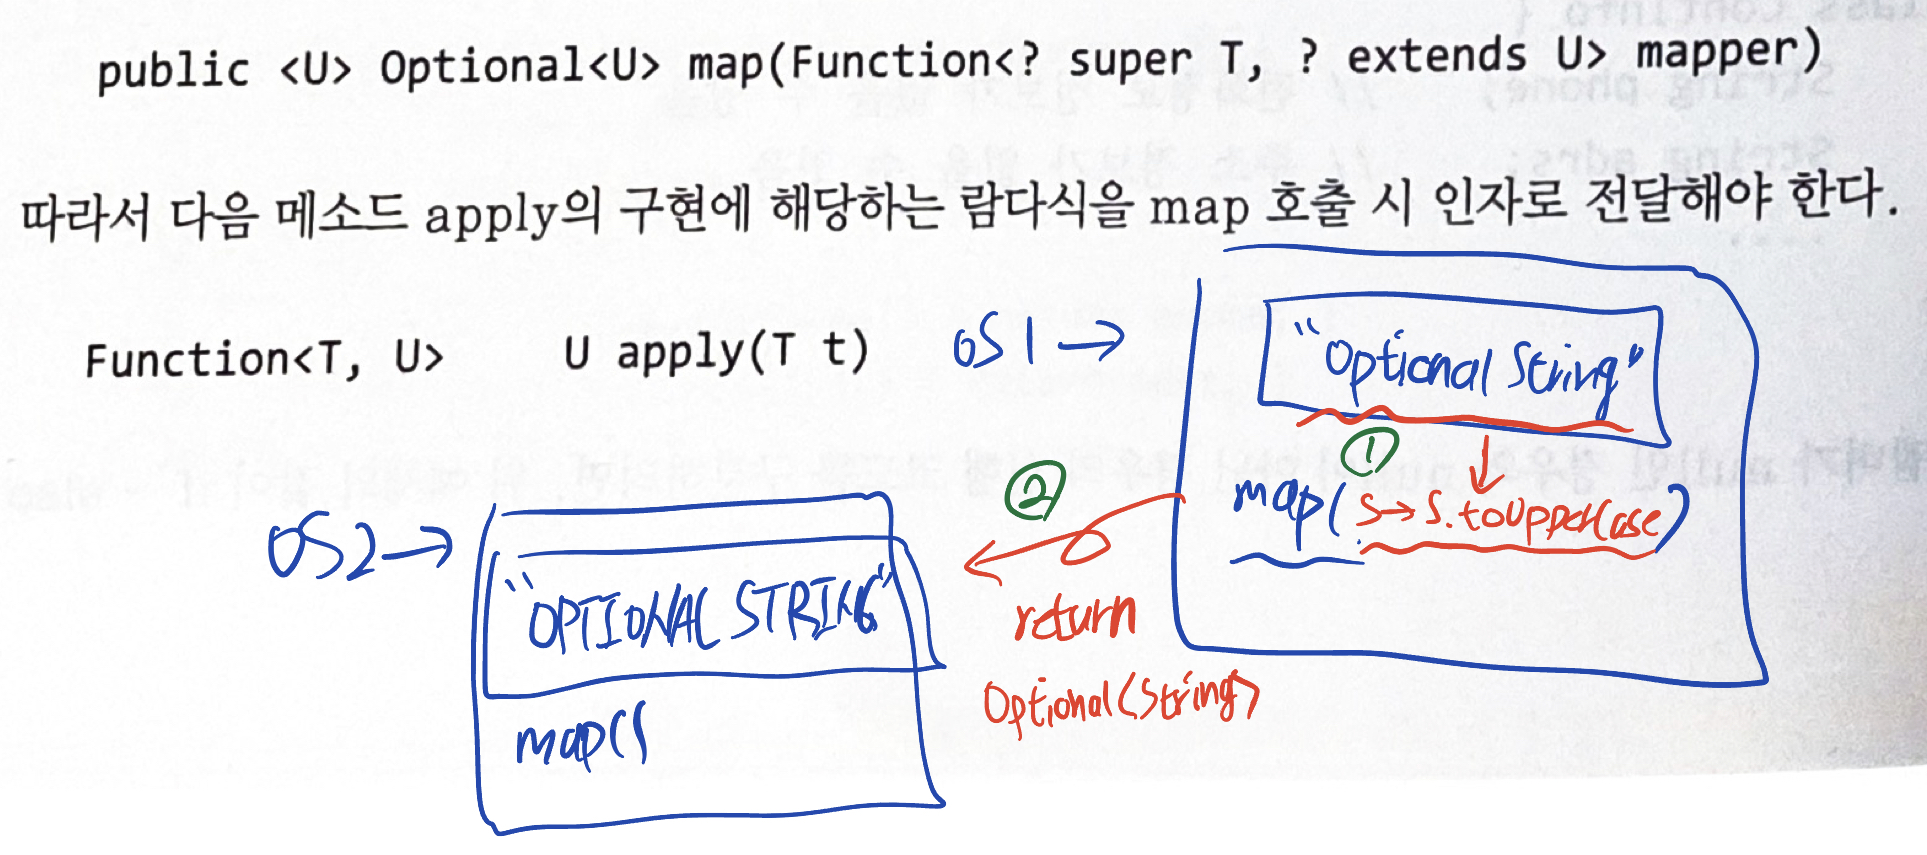 public <U> Optional<U> map(Function<? super T, ? extends U> mapper)
따라서 다음 메소드 apply의 구현에 해당하는 람다식을 map 호출 시 인자로 전달해야 한다.
Function<T, U> U apply(T t)
OS1 →
"Optional String"
①
map(S→S.toUpperCase)
②
return
Optional<String>
OS2 →
"OPTIONAL STRING"
map()